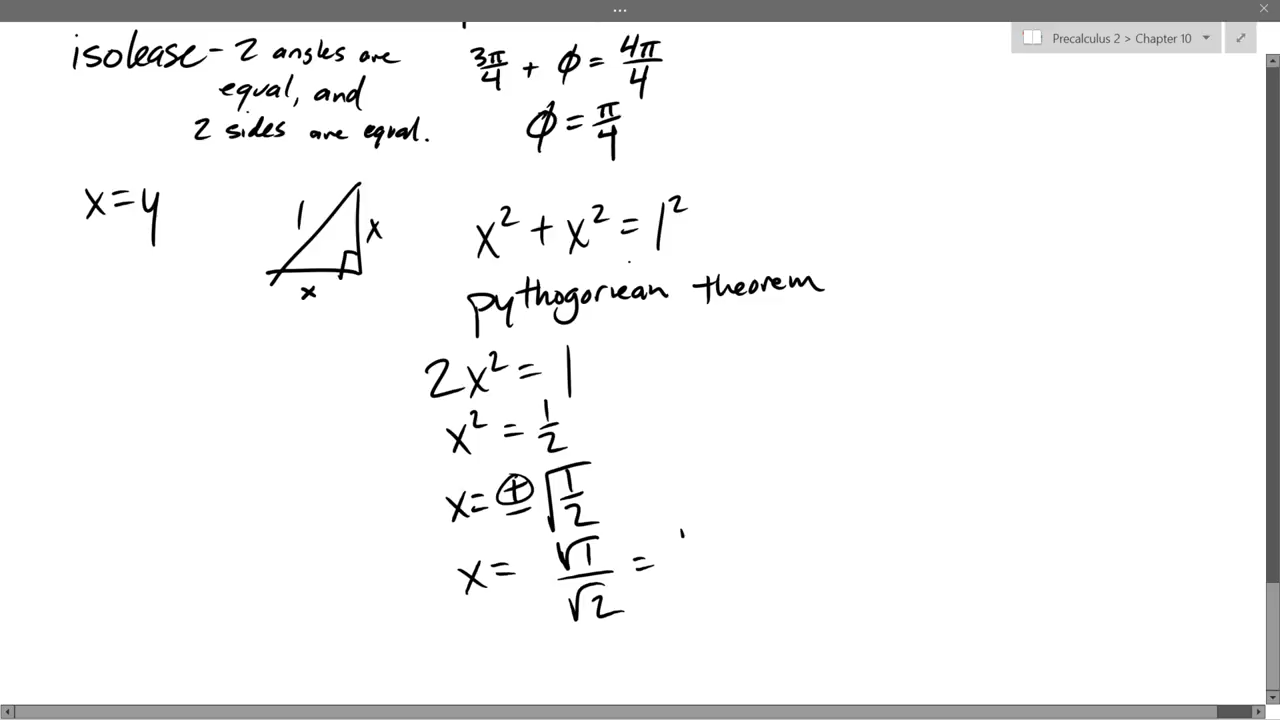 ...
Precalculus 2 > Chapter 10
isolease - 2 angles are
equal, and
2 sides are equal.
3π/4 + φ = 4π/4
φ = π/4
x = y
1
x
x
x² + x² = 1²
pythogoriean theorem
2x² = 1
x² = 1/2
x = ± √(1/2)
x = √1/√2 =